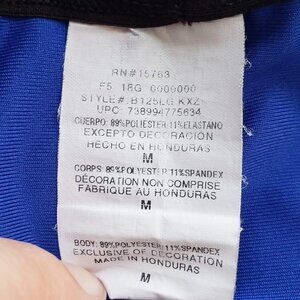 RN#15763
F5 18G 0000000
STYLE#: B125LG KXZ
UPC: 738994775634
CUERPO: 89%POLIÉSTER 11%ELASTANO
EXCEPTO DECORACIÓN
HECHO EN HONDURAS
M
CORPS: 89%POLYESTER 11%SPANDEX
DÉCORATION NON COMPRISE
FABRIQUÉ AU HONDURAS
M
BODY: 89%POLYESTER 11%SPANDEX
EXCLUSIVE OF DECORATION
MADE IN HONDURAS
M